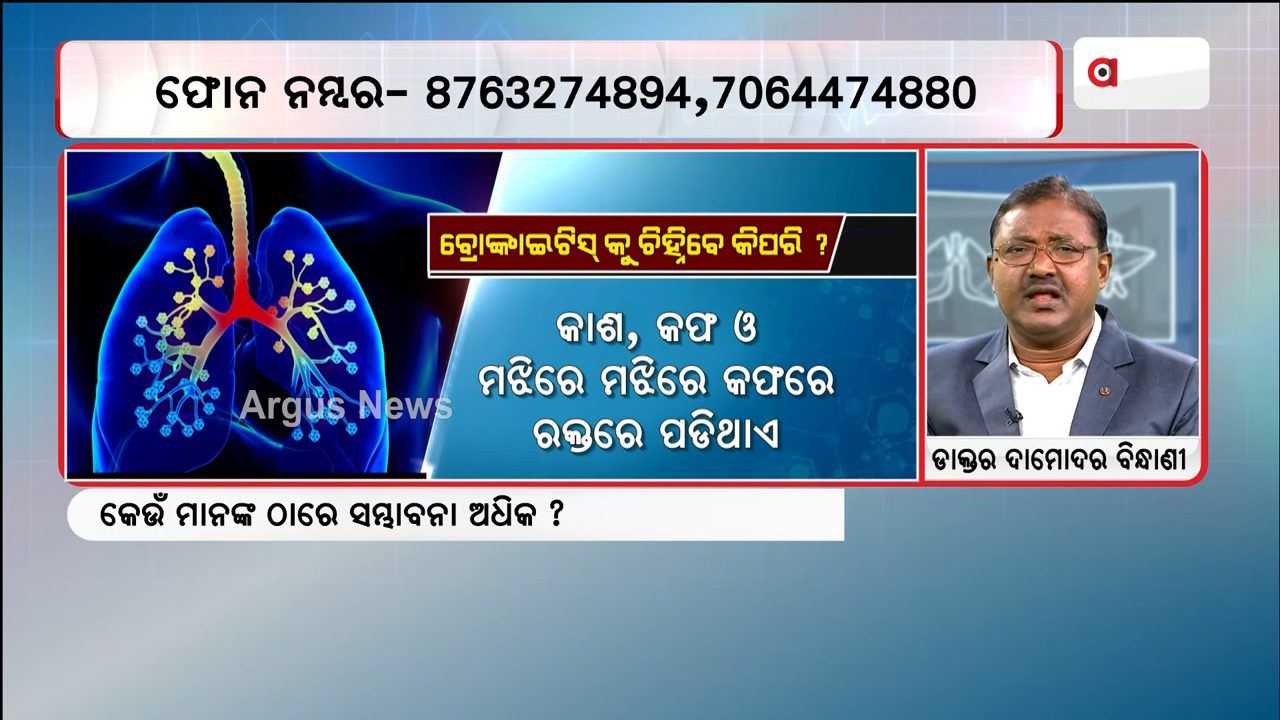 ଫୋନ ନମ୍ବର- 8763274894,7064474880
ବ୍ରୋଙ୍କାଇଟିସ୍ କୁ ଚିହ୍ନିବେ କିପରି ?
କାଶ, କଫ ଓ
ମଝିରେ ମଝିରେ କଫରେ
ରକ୍ତରେ ପଡିଥାଏ
Argus News
ଡାକ୍ତର ଦାମୋଦର ବିନ୍ଧାଣୀ
କେଉଁ ମାନଙ୍କ ଠାରେ ସମ୍ଭାବନା ଅଧିକ ?